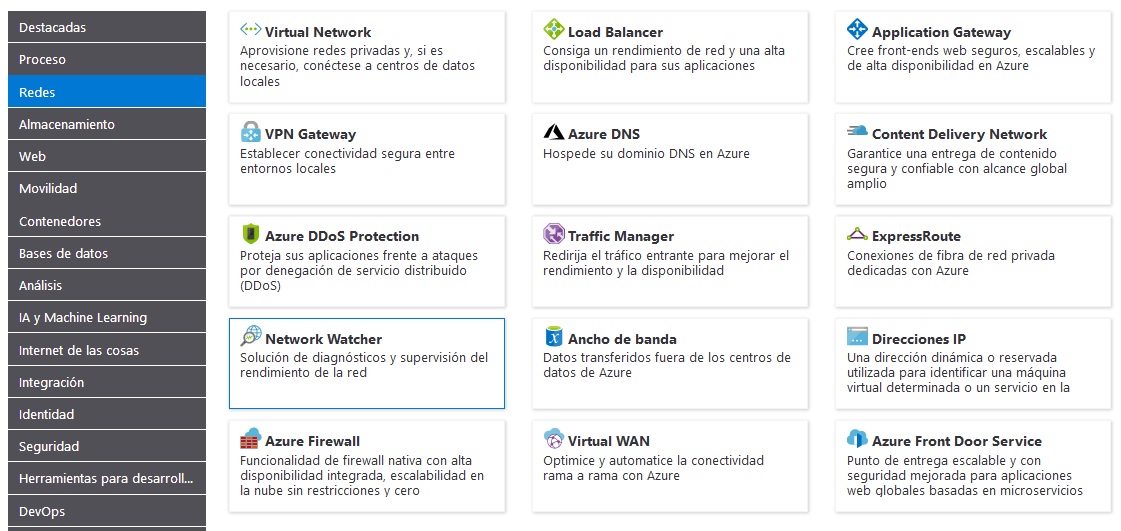 Destacadas
Proceso
Redes
Almacenamiento
Web
Movilidad
Contenedores
Bases de datos
Análisis
IA y Machine Learning
Internet de las cosas
Integración
Identidad
Seguridad
Herramientas para desarroll...
DevOps
Virtual Network
Aprovisione redes privadas y, si es
necesario, conéctese a centros de datos
locales
Load Balancer
Consiga un rendimiento de red y una alta
disponibilidad para sus aplicaciones
Application Gateway
Cree front-ends web seguros, escalables y
de alta disponibilidad en Azure
VPN Gateway
Establecer conectividad segura entre
entornos locales
Azure DNS
Hospede su dominio DNS en Azure
Content Delivery Network
Garantice una entrega de contenido
segura y confiable con alcance global
amplio
Azure DDoS Protection
Proteja sus aplicaciones frente a ataques
por denegación de servicio distribuido
(DDoS)
Traffic Manager
Redirija el tráfico entrante para mejorar el
rendimiento y la disponibilidad
ExpressRoute
Conexiones de fibra de red privada
dedicadas con Azure
Network Watcher
Solución de diagnósticos y supervisión del
rendimiento de la red
Ancho de banda
Datos transferidos fuera de los centros de
datos de Azure
Direcciones IP
Una dirección dinámica o reservada
utilizada para identificar una máquina
virtual determinada o un servicio en la
Azure Firewall
Funcionalidad de firewall nativa con alta
disponibilidad integrada, escalabilidad en
la nube sin restricciones y cero
Virtual WAN
Optimice y automatice la conectividad
rama a rama con Azure
Azure Front Door Service
Punto de entrega escalable y con
seguridad mejorada para aplicaciones
web globales basadas en microservicios